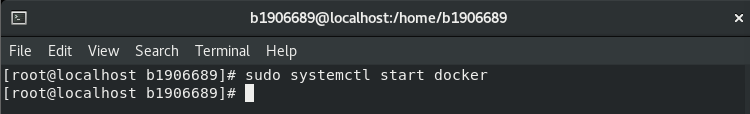 b1906689@localhost:/home/b1906689
File Edit View Search Terminal Help
[root@localhost b1906689]# sudo systemctl start docker
[root@localhost b1906689]#